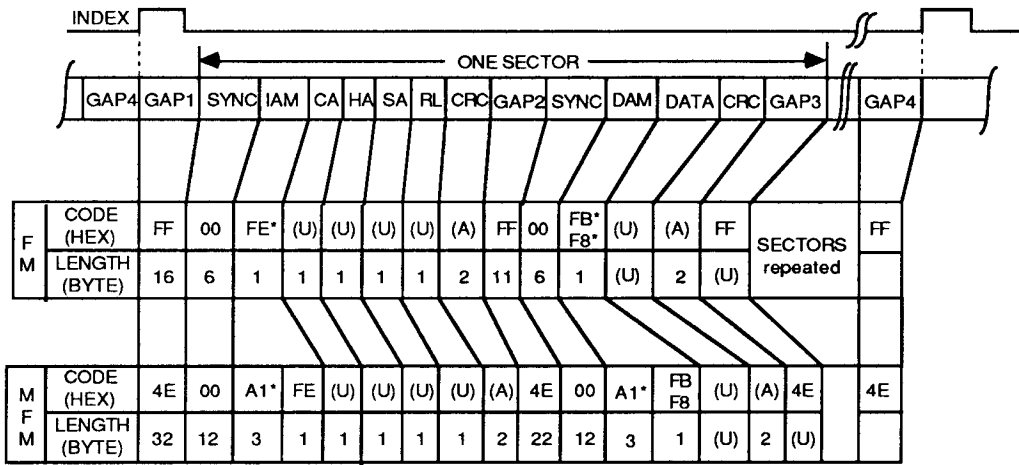 INDEX
ONE SECTOR
GAP4 GAP1 SYNC IAM CA HA SA RL CRC GAP2 SYNC DAM DATA CRC GAP3 GAP4
FM CODE (HEX) FF 00 FE* (U) (U) (U) (U) (A) FF 00 FB* F8* (U) (A) FF SECTORS repeated FF
LENGTH (BYTE) 16 6 1 1 1 1 1 2 11 6 1 (U) 2 (U)
MFM CODE (HEX) 4E 00 A1* FE (U) (U) (U) (U) (A) 4E 00 A1* FB F8 (U) (A) 4E 4E
LENGTH (BYTE) 32 12 3 1 1 1 1 1 2 22 12 3 1 (U) 2 (U)